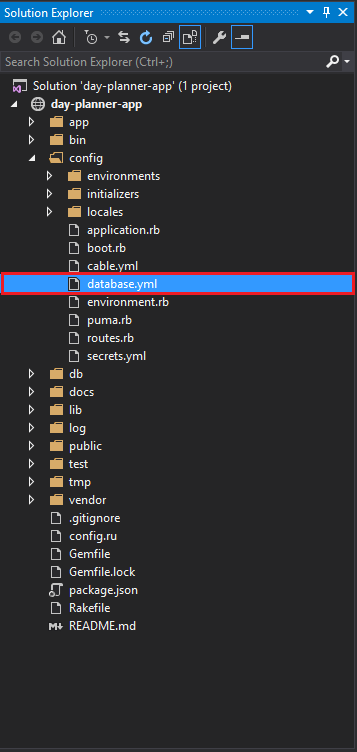 Solution Explorer
Search Solution Explorer (Ctrl+;)
Solution 'day-planner-app' (1 project)
day-planner-app
app
bin
config
environments
initializers
locales
application.rb
boot.rb
cable.yml
database.yml
environment.rb
puma.rb
routes.rb
secrets.yml
db
docs
lib
log
public
test
tmp
vendor
.gitignore
config.ru
Gemfile
Gemfile.lock
package.json
Rakefile
README.md